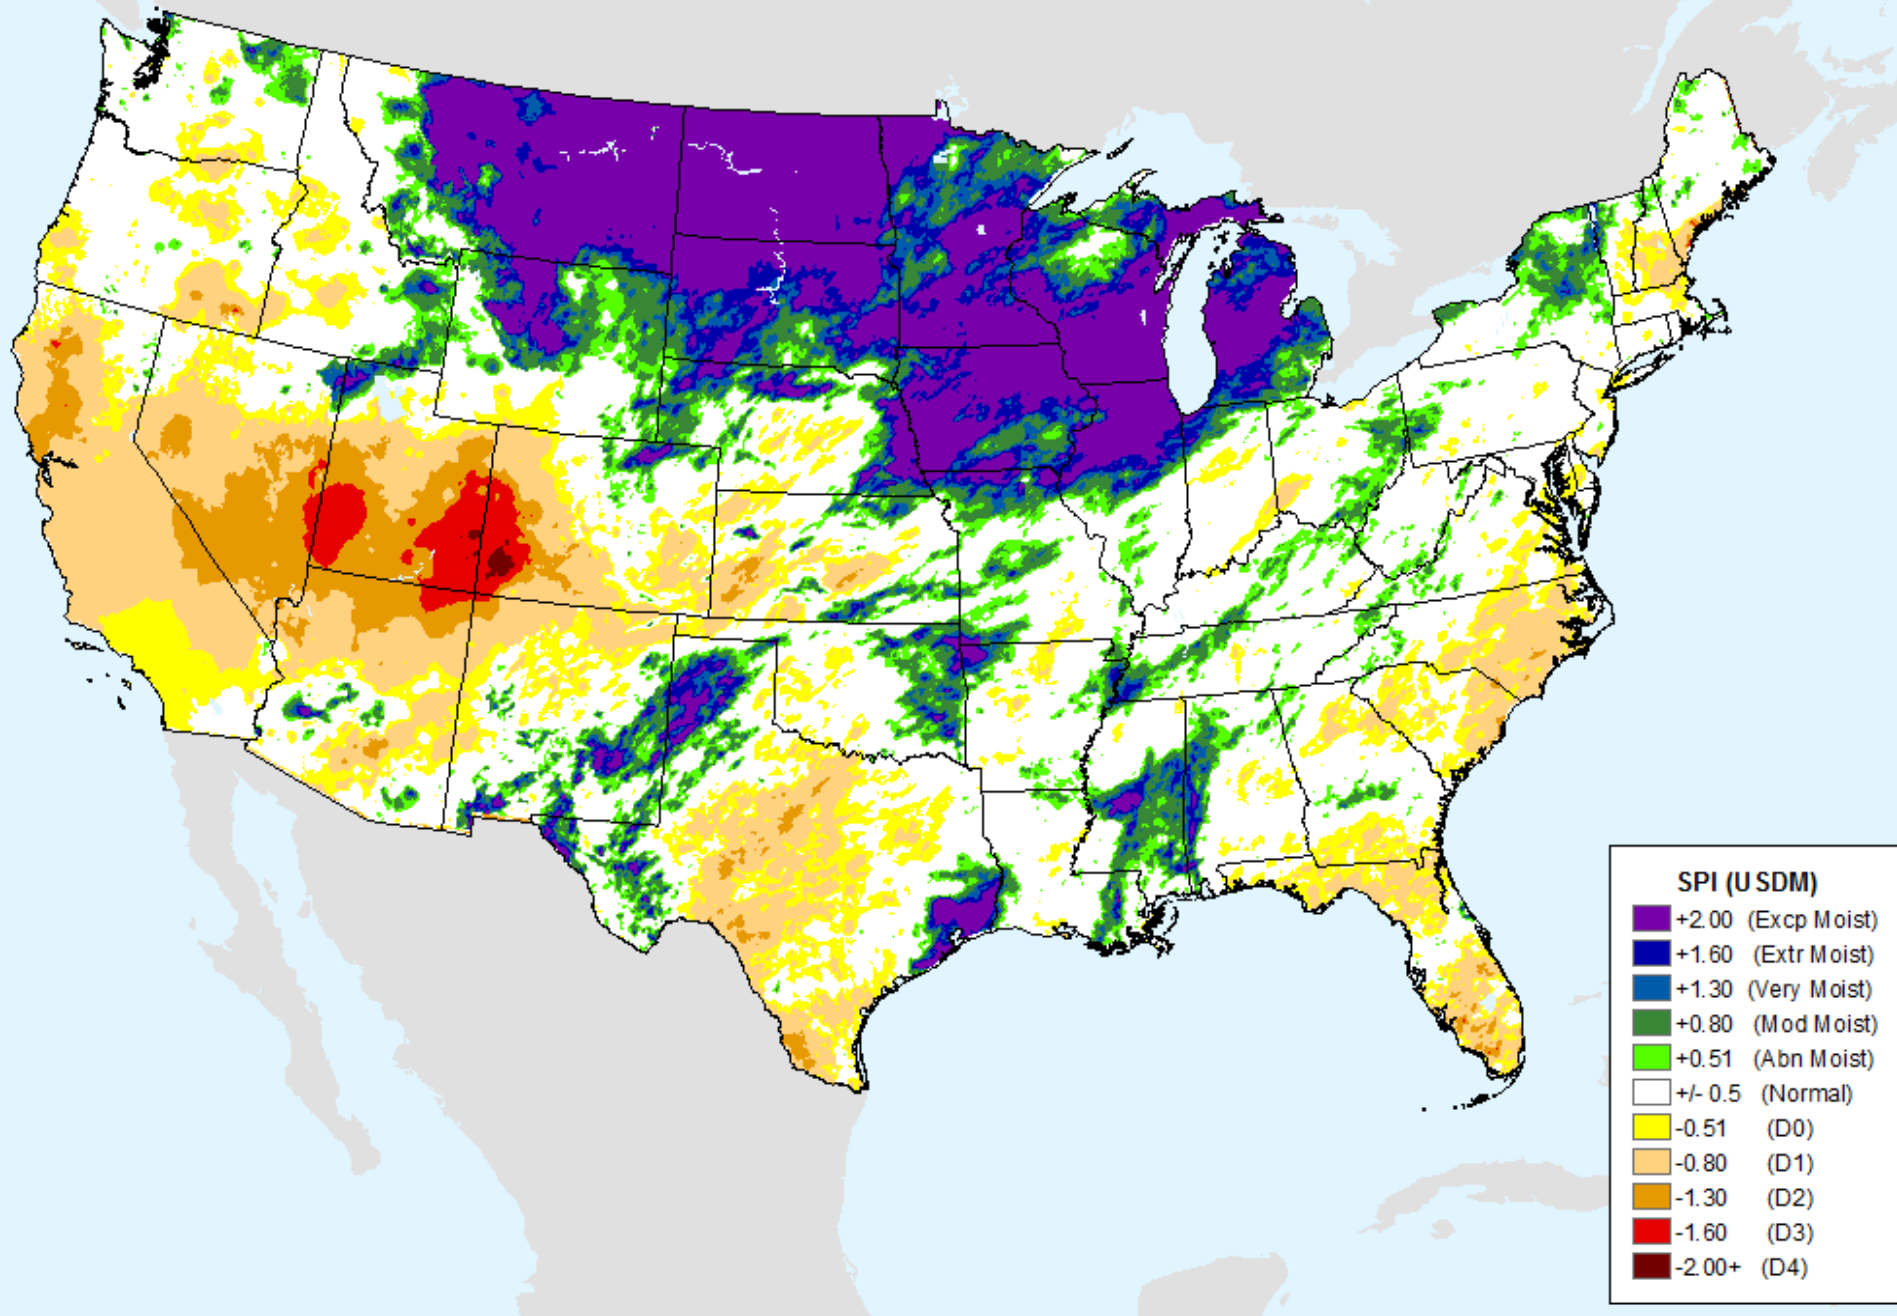 SPI (USDM)
+2.00 (Excp Moist)
+1.60 (Extr Moist)
+1.30 (Very Moist)
+0.80 (Mod Moist)
+0.51 (Abn Moist)
+/- 0.5 (Normal)
-0.51 (D0)
-0.80 (D1)
-1.30 (D2)
-1.60 (D3)
-2.00+ (D4)